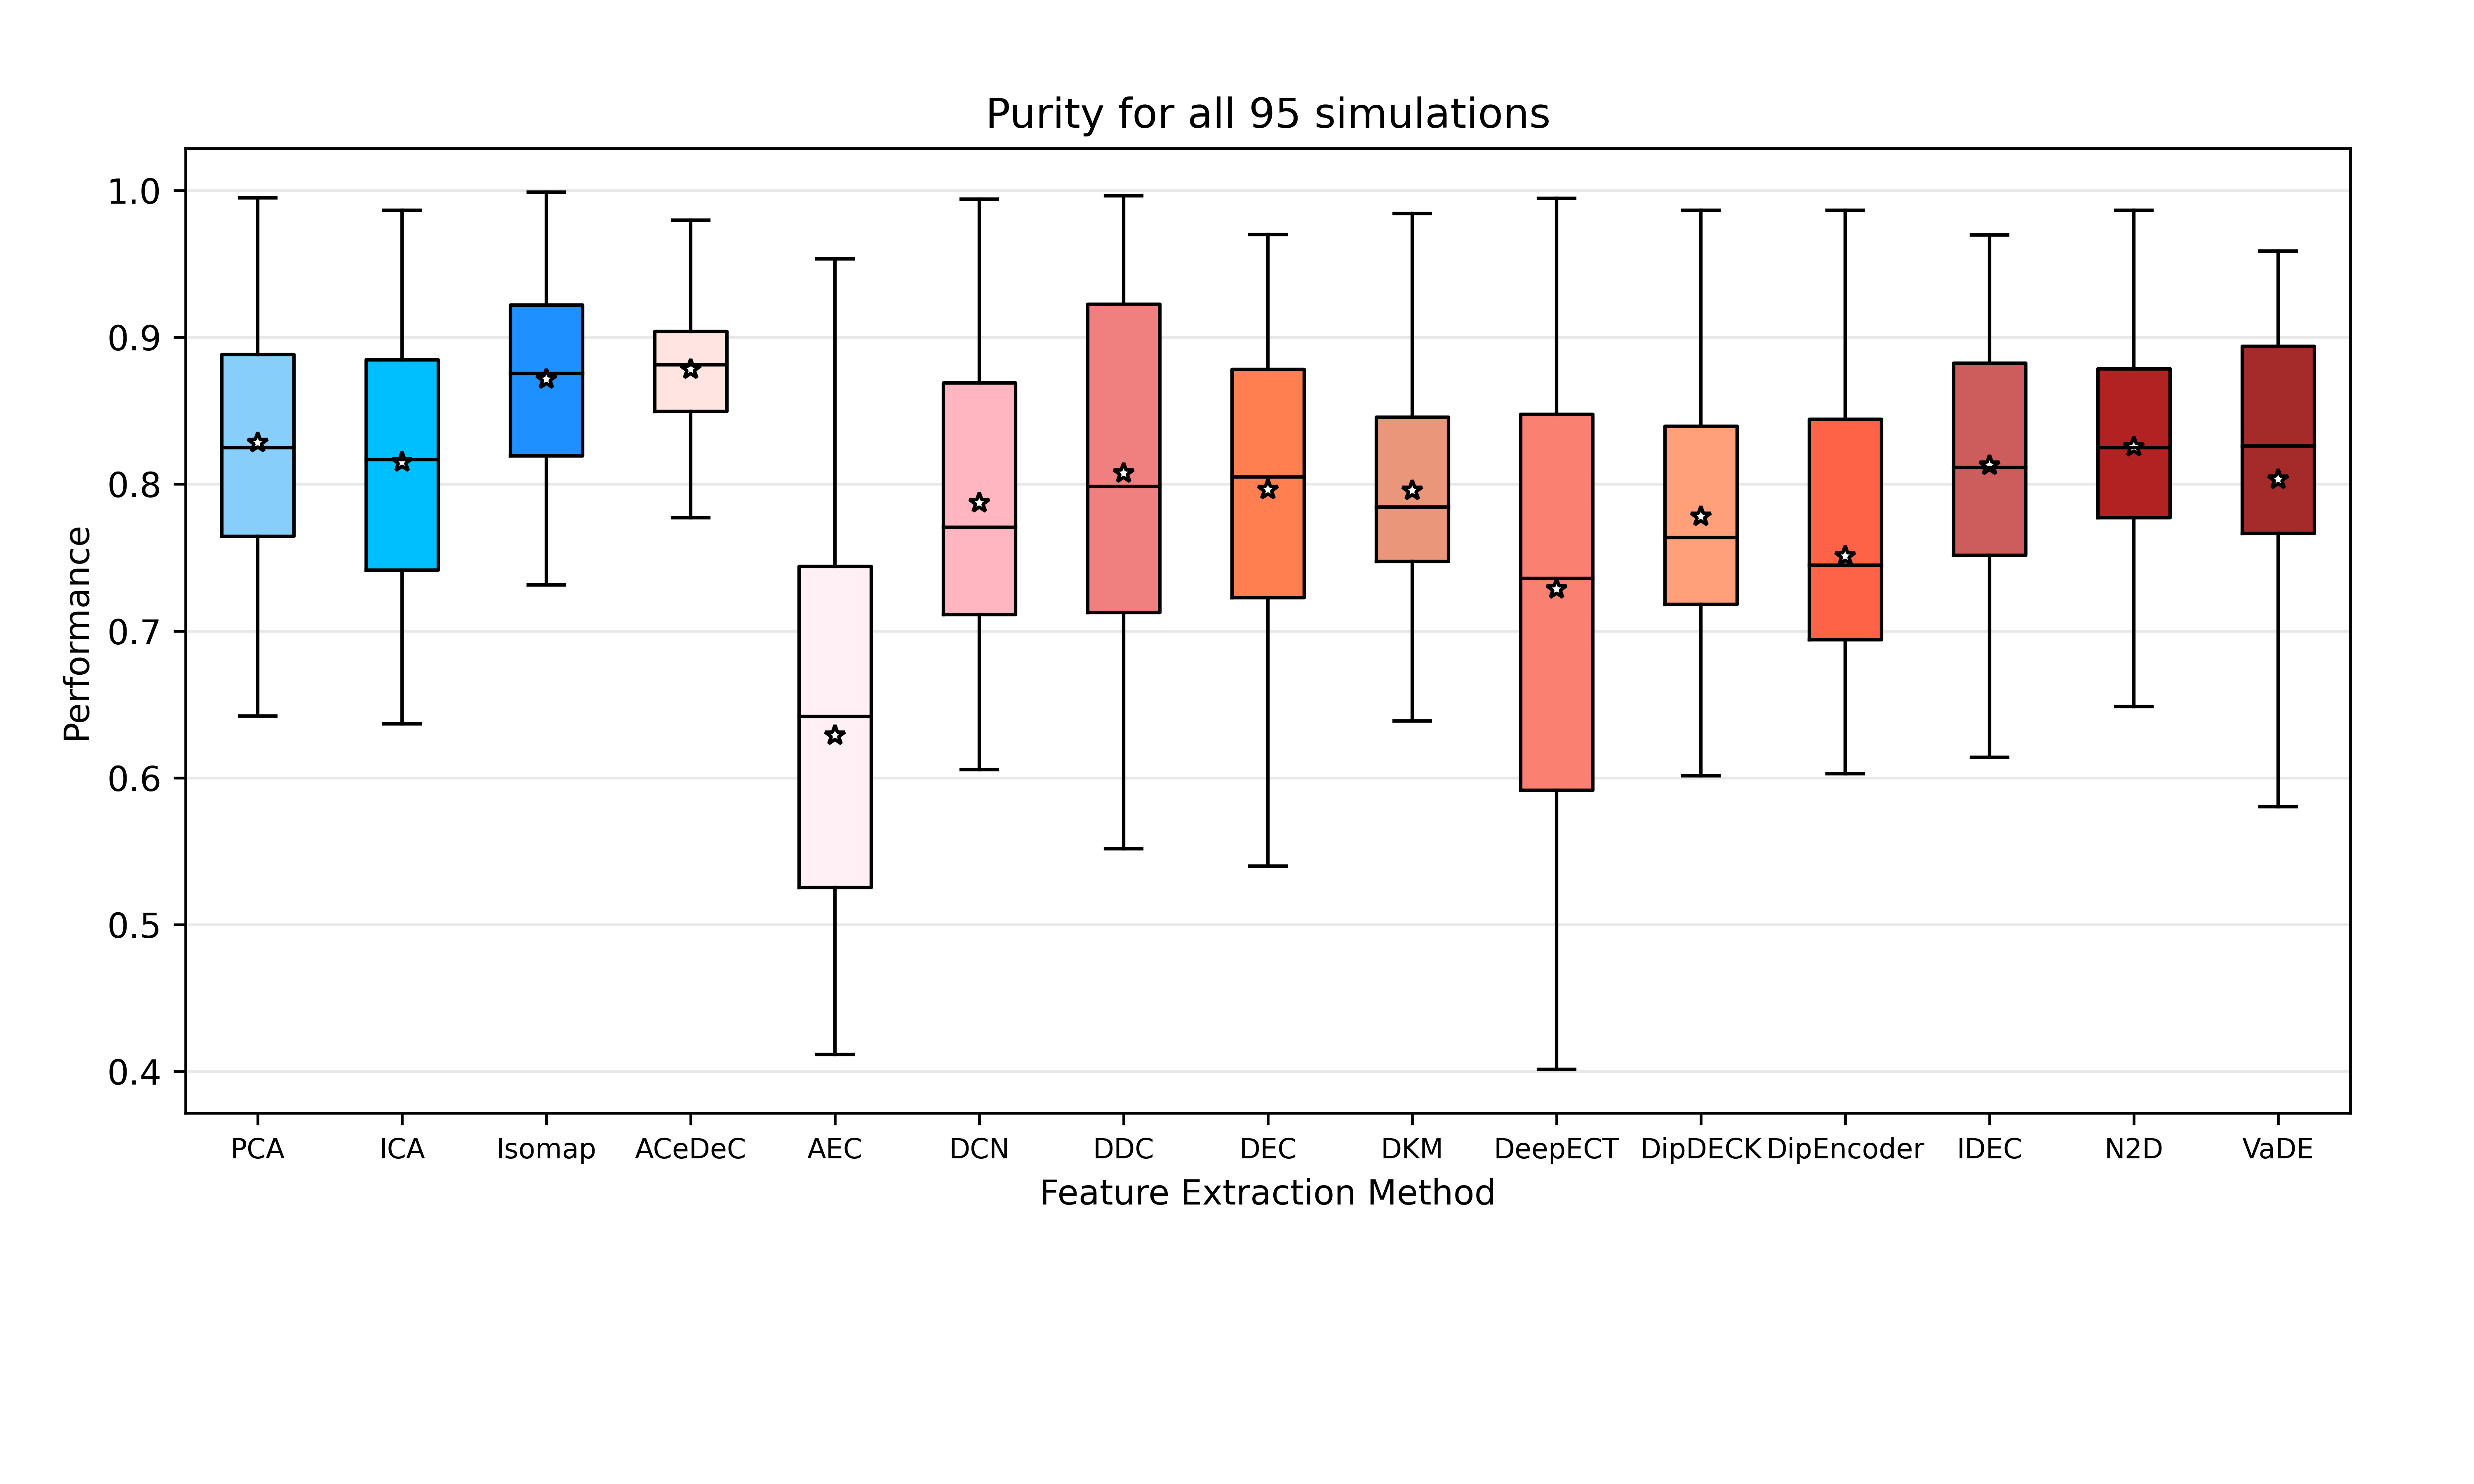 Purity for all 95 simulations
1.0
0.9
0.8
0.7
0.6
0.5
0.4
Performance
PCA ICA Isomap ACeDeC AEC DCN DDC DEC DKM DeepECT DipDECK DipEncoder IDEC N2D VaDE
Feature Extraction Method